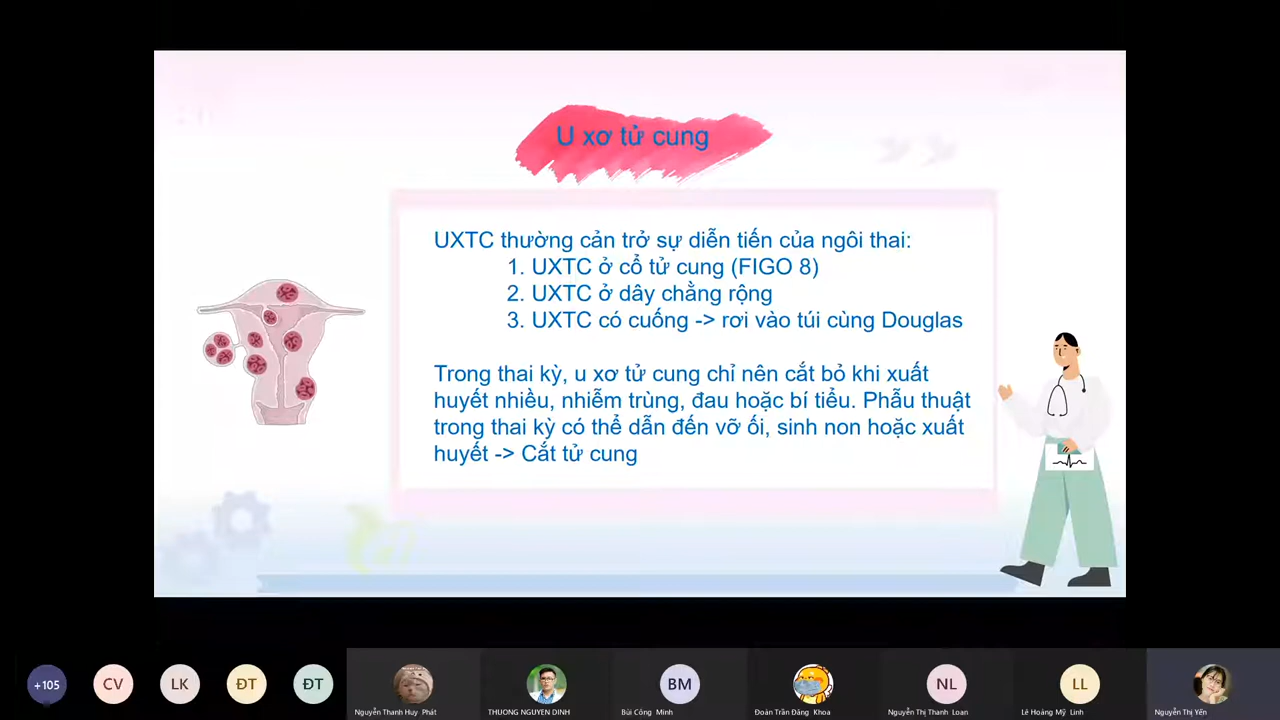 U xơ tử cung
UXTC thường cản trở sự diễn tiến của ngôi thai:
1. UXTC ở cổ tử cung (FIGO 8)
2. UXTC ở dây chằng rộng
3. UXTC có cuống -> rơi vào túi cùng Douglas
Trong thai kỳ, u xơ tử cung chỉ nên cắt bỏ khi xuất
huyết nhiều, nhiễm trùng, đau hoặc bí tiểu. Phẫu thuật
trong thai kỳ có thể dẫn đến vỡ ối, sinh non hoặc xuất
huyết -> Cắt tử cung
+105
CV
LK
ĐT
ĐT
BM
NL
LL
Nguyễn Thanh Huy Phát
THUONG NGUYEN DINH
Bùi Công Minh
Đoàn Trần Đăng Khoa
Nguyễn Thị Thanh Loan
Lê Hoàng Mỹ Linh
Nguyễn Thị Yến